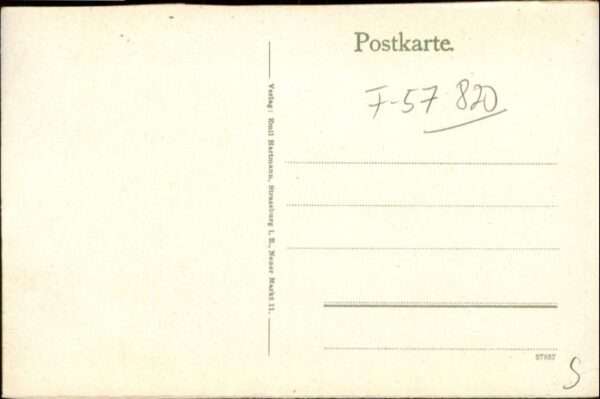 Postkarte.
F-57 820
Verlag: Emil Hartmann, Strassburg i. E., Neuer Markt 11.
S